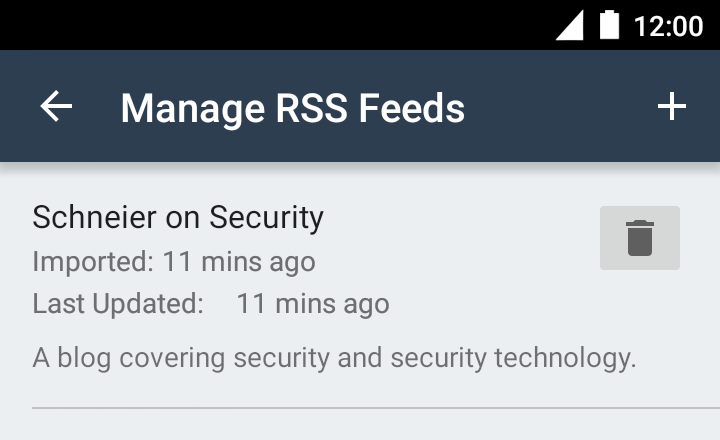 12:00
Manage RSS Feeds
Schneier on Security
Imported: 11 mins ago
Last Updated: 11 mins ago
A blog covering security and security technology.